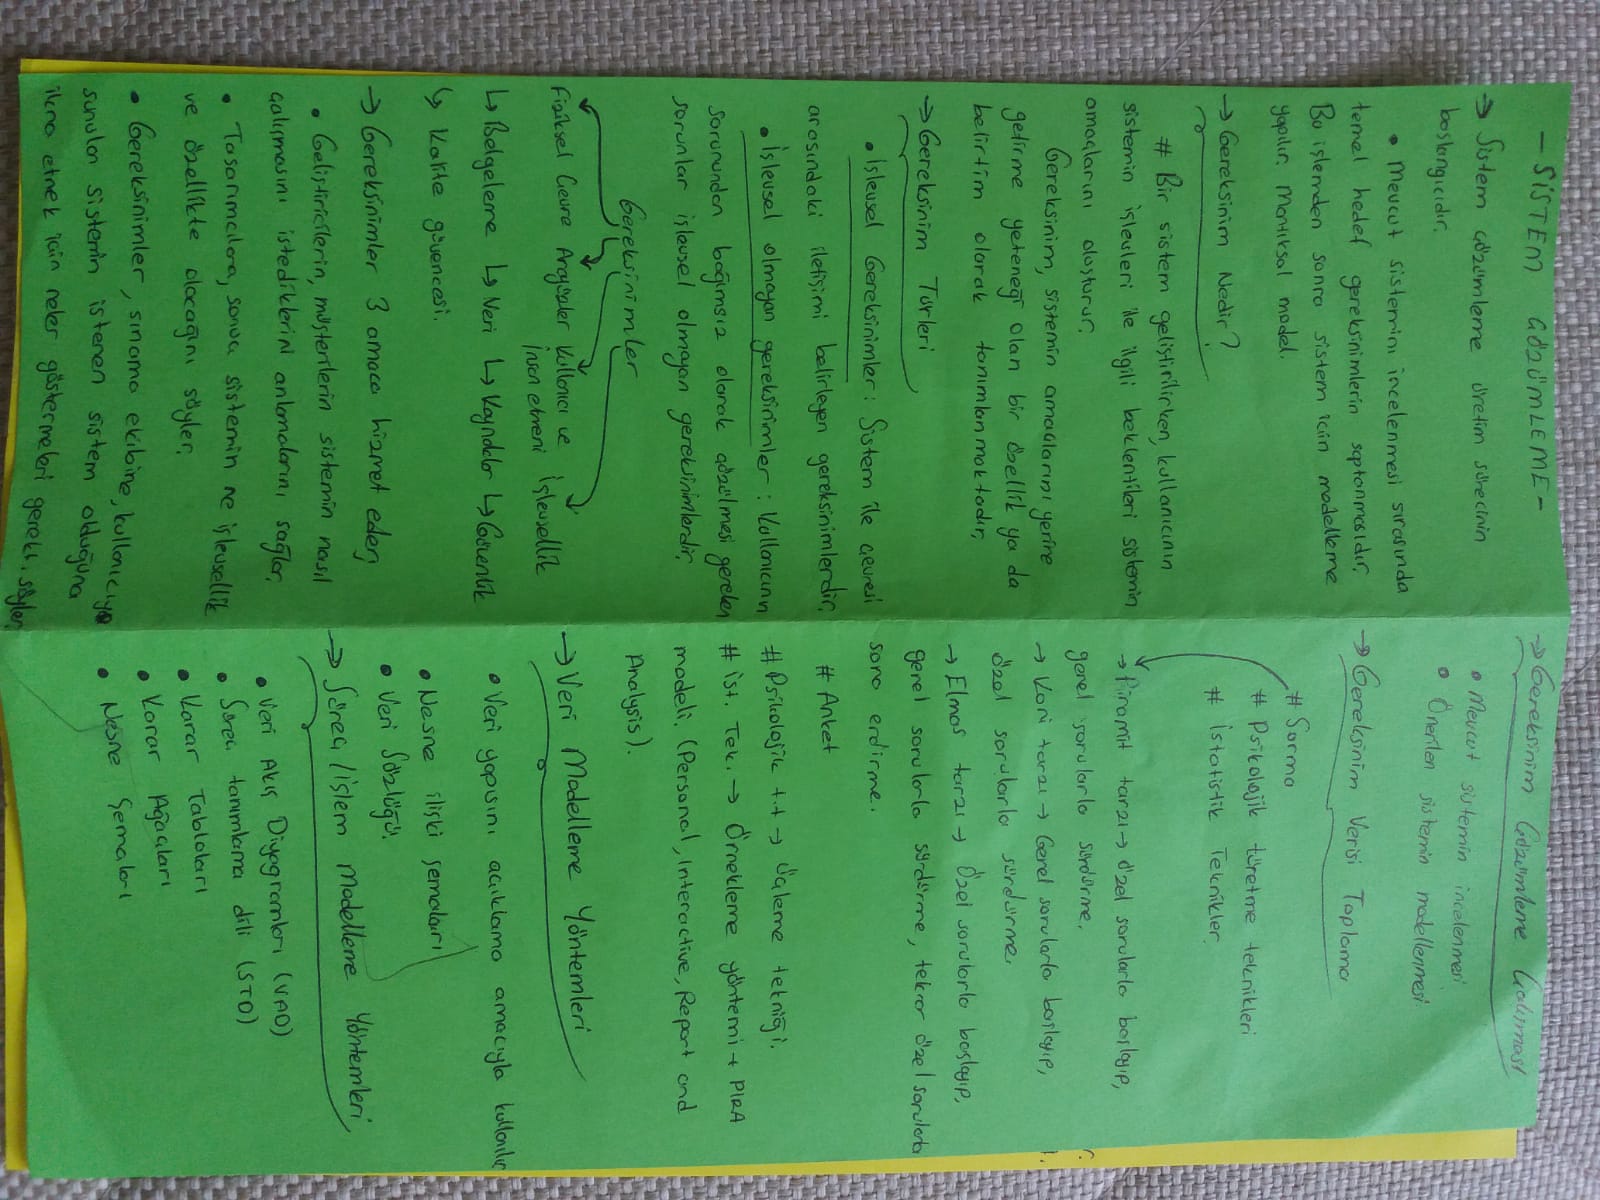 - SİSTEM ÇÖZÜMLEME -
→ Sistem çözümleme üretim sürecinin
başlangıcıdır.
• Mevcut sistemin incelenmesi sırasında
temel hedef gereksinimlerin saptanmasıdır.
Bu işlemden sonra sistem için modelleme
yapılır. Mantıksal model.
→ Gereksinim Nedir?
# Bir sistem geliştirilirken, kullanıcının
sistemin işlevleri ile ilgili beklentileri sistemin
amaçlarını oluşturur.
Gereksinim, sistemin amaçlarını yerine
getirme yeteneği olan bir özellik ya da
belirtim olarak tanımlanmaktadır.
→ Gereksinim Türleri
• İşlevsel Gereksinimler: Sistem ile çevresi
arasındaki iletişimi belirleyen gereksinimlerdir.
• İşlevsel olmayan gereksinimler: Kullanıcının
sorunundan bağımsız olarak çözülmesi gereken
sorunlar işlevsel olmayan gereksinimlerdir.
Gereksinimler
Fiziksel Çevre Arayüzler Kullanıcı ve İşlevsellik
İnsan etmeni
↳ Belgeleme ↳ Veri ↳ Kaynaklar ↳ Güvenlik
↳ Kalite güvencesi.
→ Gereksinimler 3 amaca hizmet eder;
• Geliştiricilerin, müşterilerin sistemin nasıl
çalışmasını istediklerini anlamalarını sağlar.
• Tasarımcılara, sonuç sistemin ne işlevsellik
ve özellikte olacağını söyler.
• Gereksinimler, sınama ekibine, kullanıcıya
sunulan sistemin istenen sistem olduğuna
ikna etmek için neler göstermeleri gerekt. söyler.
→ Gereksinim Çözümleme Çalışması
• Mevcut sistemin incelenmesi
• Önerilen sistemin modellenmesi
→ Gereksinim Verisi Toplama
# Sorma
# Psikolojik türetme teknikleri
# İstatistik Teknikler.
→ Piramit tarzı → özel sorularla başlayıp,
genel sorularla sürdürme.
→ Koni tarzı → Genel sorularla başlayıp,
özel sorularla sürdürme.
→ Elmas tarzı → Özel sorularla başlayıp,
genel sorularla sürdürme, tekrar özel sorularla
sona erdirme.
# Anket
# Psikolojik t.t → Üçleme tekniği.
# İst. Tek. → Örnekleme yöntemi + PIRA
modeli. (Personal, Interactive, Report and
Analysis).
→ Veri Modelleme Yöntemleri
• Veri yapısını açıklama amacıyla kullanılır
• Nesne ilişki şemaları
• Veri Sözlüğü.
→ Süreç/İşlem Modelleme Yöntemleri
• Veri Akış Diyagramları (VAD)
• Süreç tanımlama dili (STD)
• Karar Tabloları
• Karar Ağaçları
• Nesne Şemaları